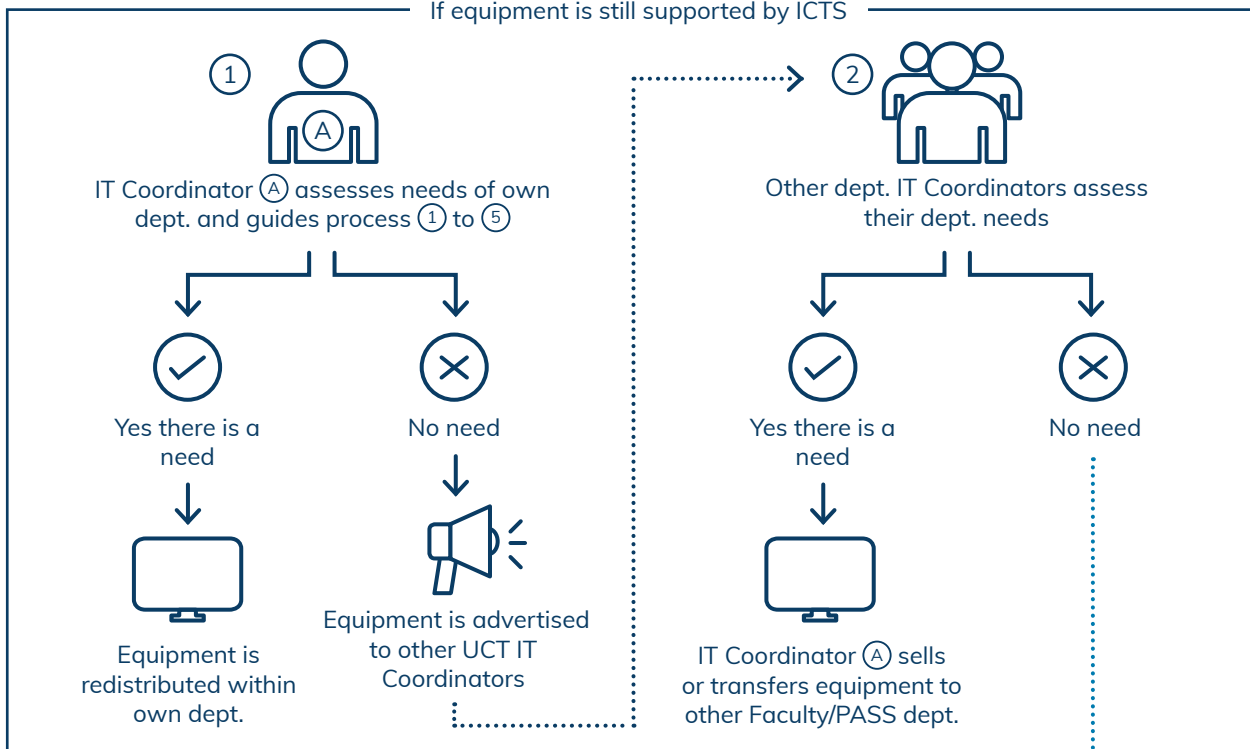 If equipment is still supported by ICTS
1
A
IT Coordinator A assesses needs of own
dept. and guides process 1 to 5
Yes there is a
need
No need
Equipment is
redistributed within
own dept.
Equipment is advertised
to other UCT IT
Coordinators
2
Other dept. IT Coordinators assess
their dept. needs
Yes there is a
need
No need
IT Coordinator A sells
or transfers equipment to
other Faculty/PASS dept.